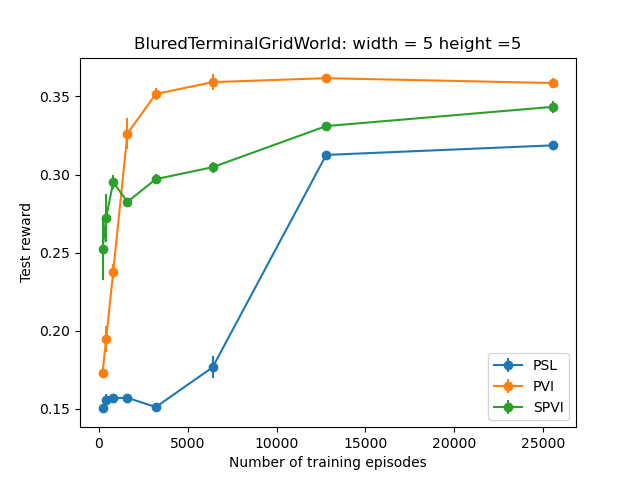 BluredTerminalGridWorld: width = 5 height =5
Test reward
0.35
0.30
0.25
0.20
0.15
0
5000
10000
15000
20000
25000
Number of training episodes
PSL
PVI
SPVI